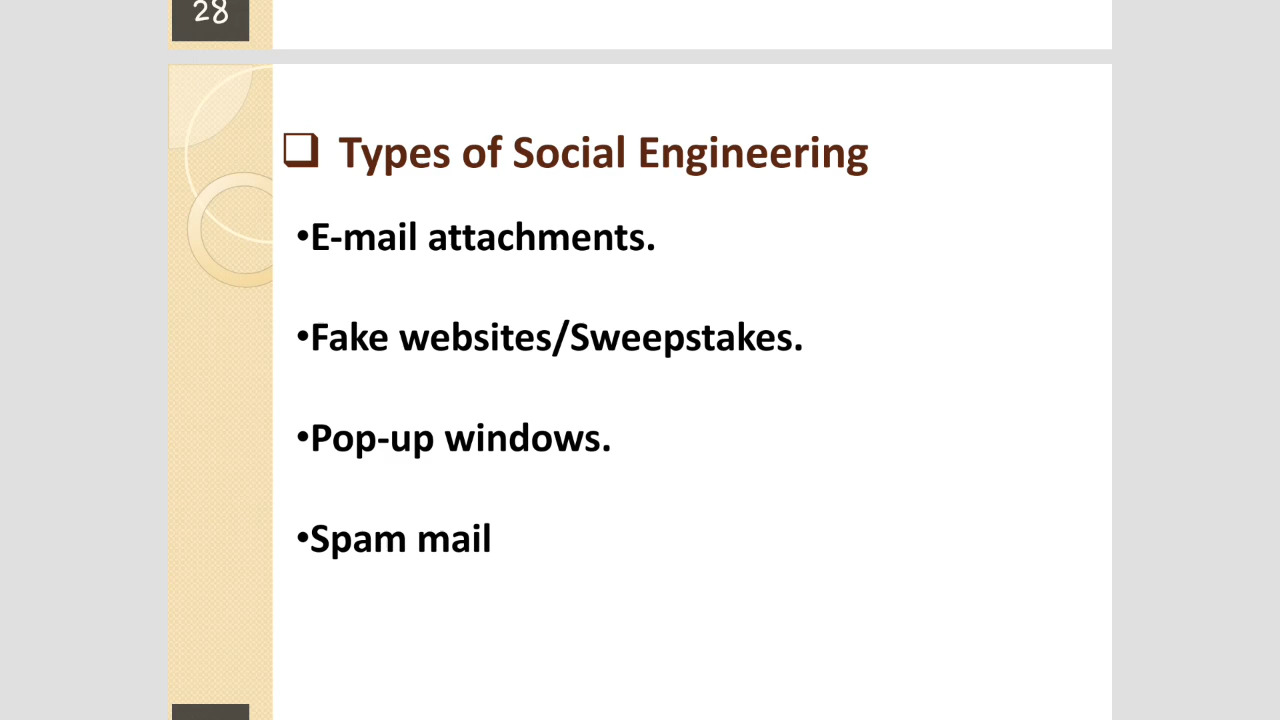 28
❑ Types of Social Engineering
•E-mail attachments.
•Fake websites/Sweepstakes.
•Pop-up windows.
•Spam mail